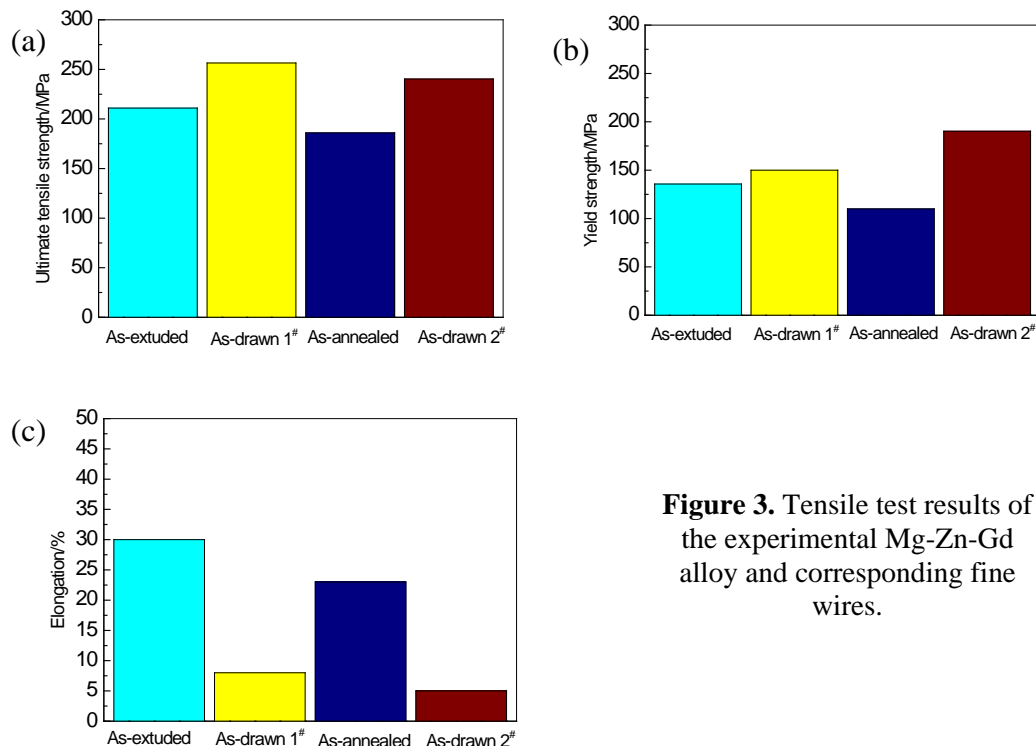 (a)
300
250
200
150
100
50
0
Ultimate tensile strength/MPa
As-extuded As-drawn 1# As-annealed As-drawn 2#
(b)
300
250
200
150
100
50
0
Yield strength/MPa
As-extuded As-drawn 1# As-annealed As-drawn 2#
(c)
50
45
40
35
30
25
20
15
10
5
0
Elongation/%
As-extuded As-drawn 1# As-annealed As-drawn 2#
Figure 3. Tensile test results of
the experimental Mg-Zn-Gd
alloy and corresponding fine
wires.